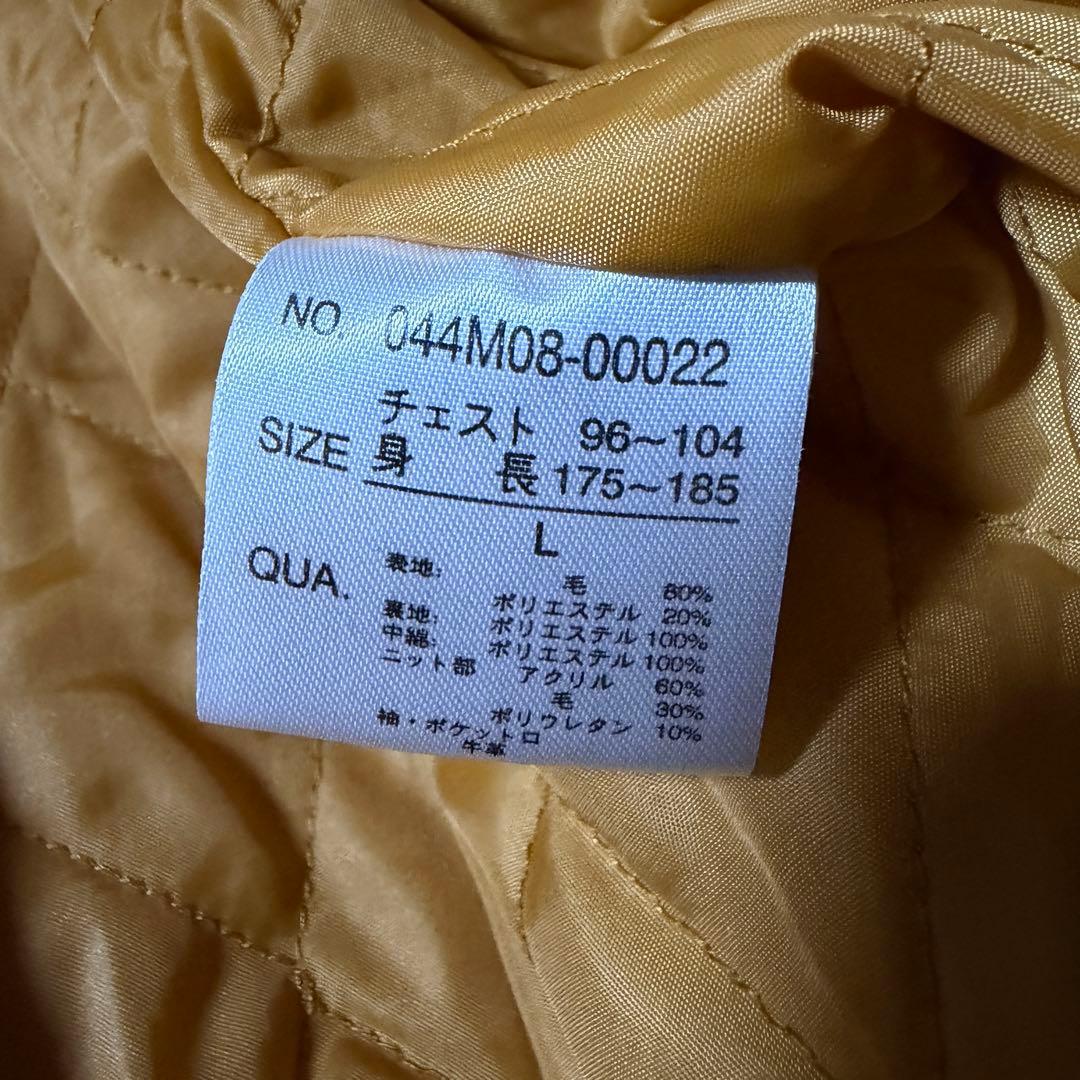 NO. 044M08-00022
SIZE チェスト 96~104
身 長 175~185
L
QUA. 表地: 毛 80%
ポリエステル 20%
裏地: ポリエステル 100%
中綿: ポリエステル 100%
ニット部 アクリル 60%
毛 30%
ポリウレタン 10%
袖・ポケット口
牛革